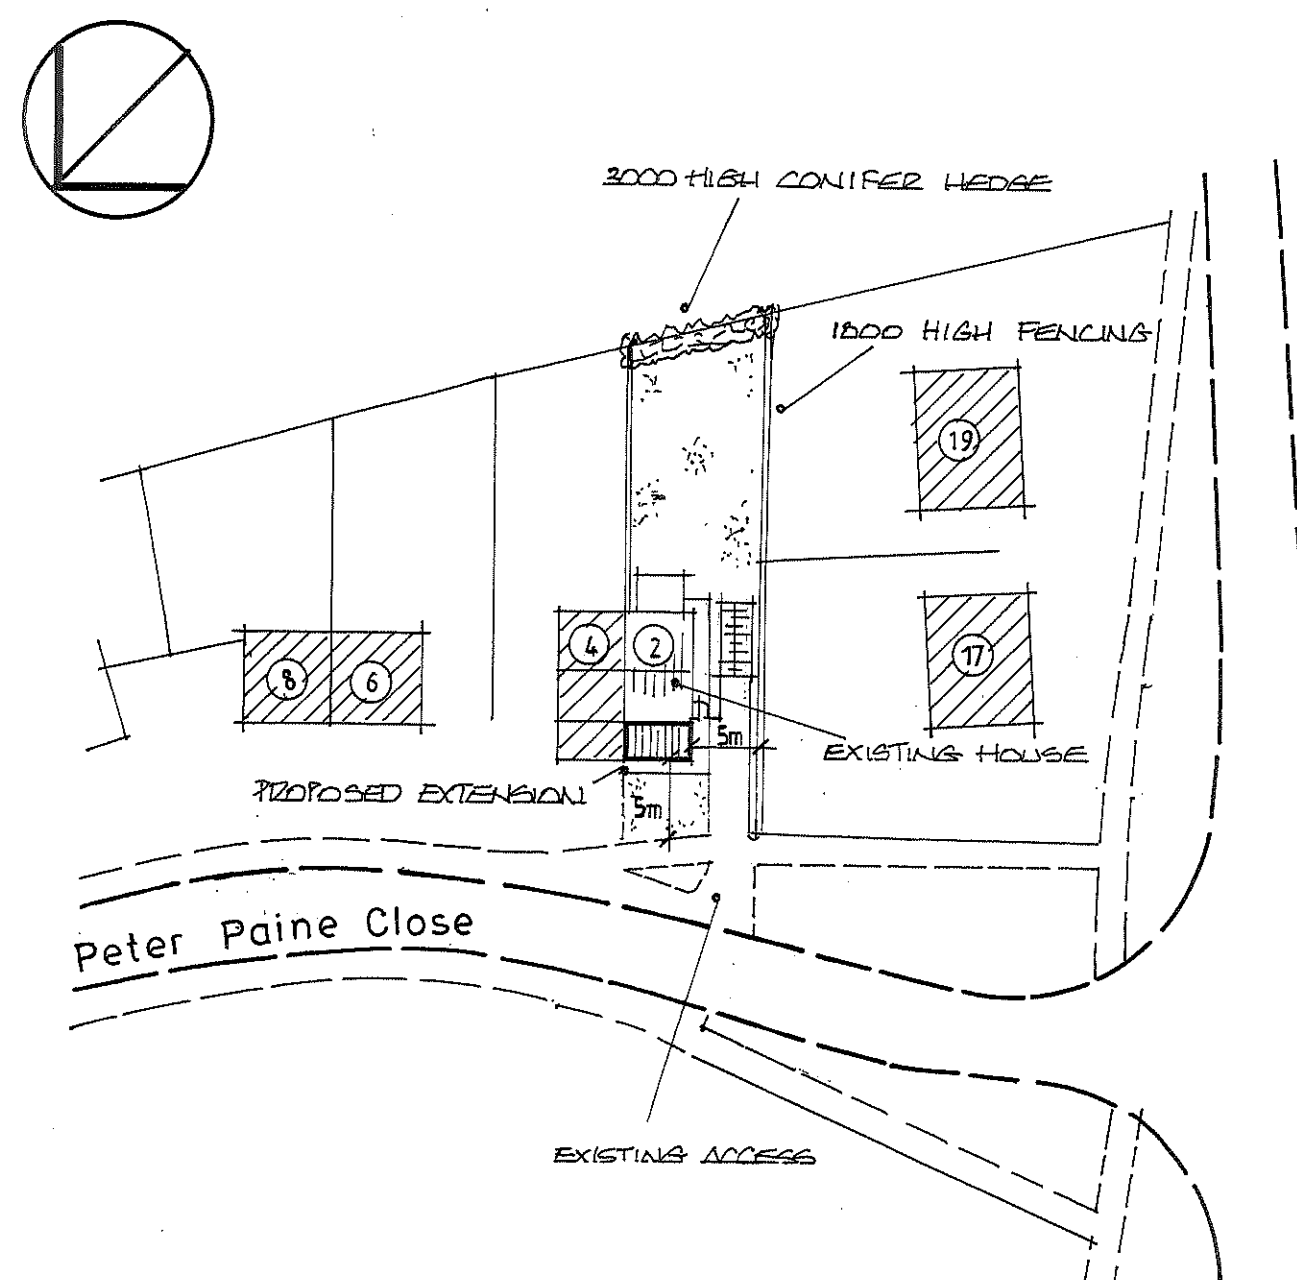 3000 HIGH CONIFER HEDGE
1800 HIGH FENCING
19
4
2
17
8
6
5m
EXISTING HOUSE
PROPOSED EXTENSION
5m
Peter Paine Close
EXISTING ACCESS